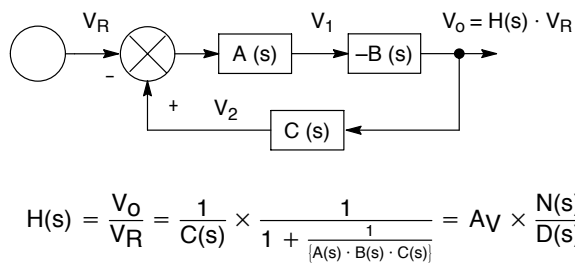 V_R V_1 V_o = H(s) · V_R
A (s) –B (s)
–
+ V_2 C (s)
H(s) = V_O/V_R = 1/C(s) × 1/(1 + 1/{A(s) · B(s) · C(s)}) = A_V × N(s)/D(s)